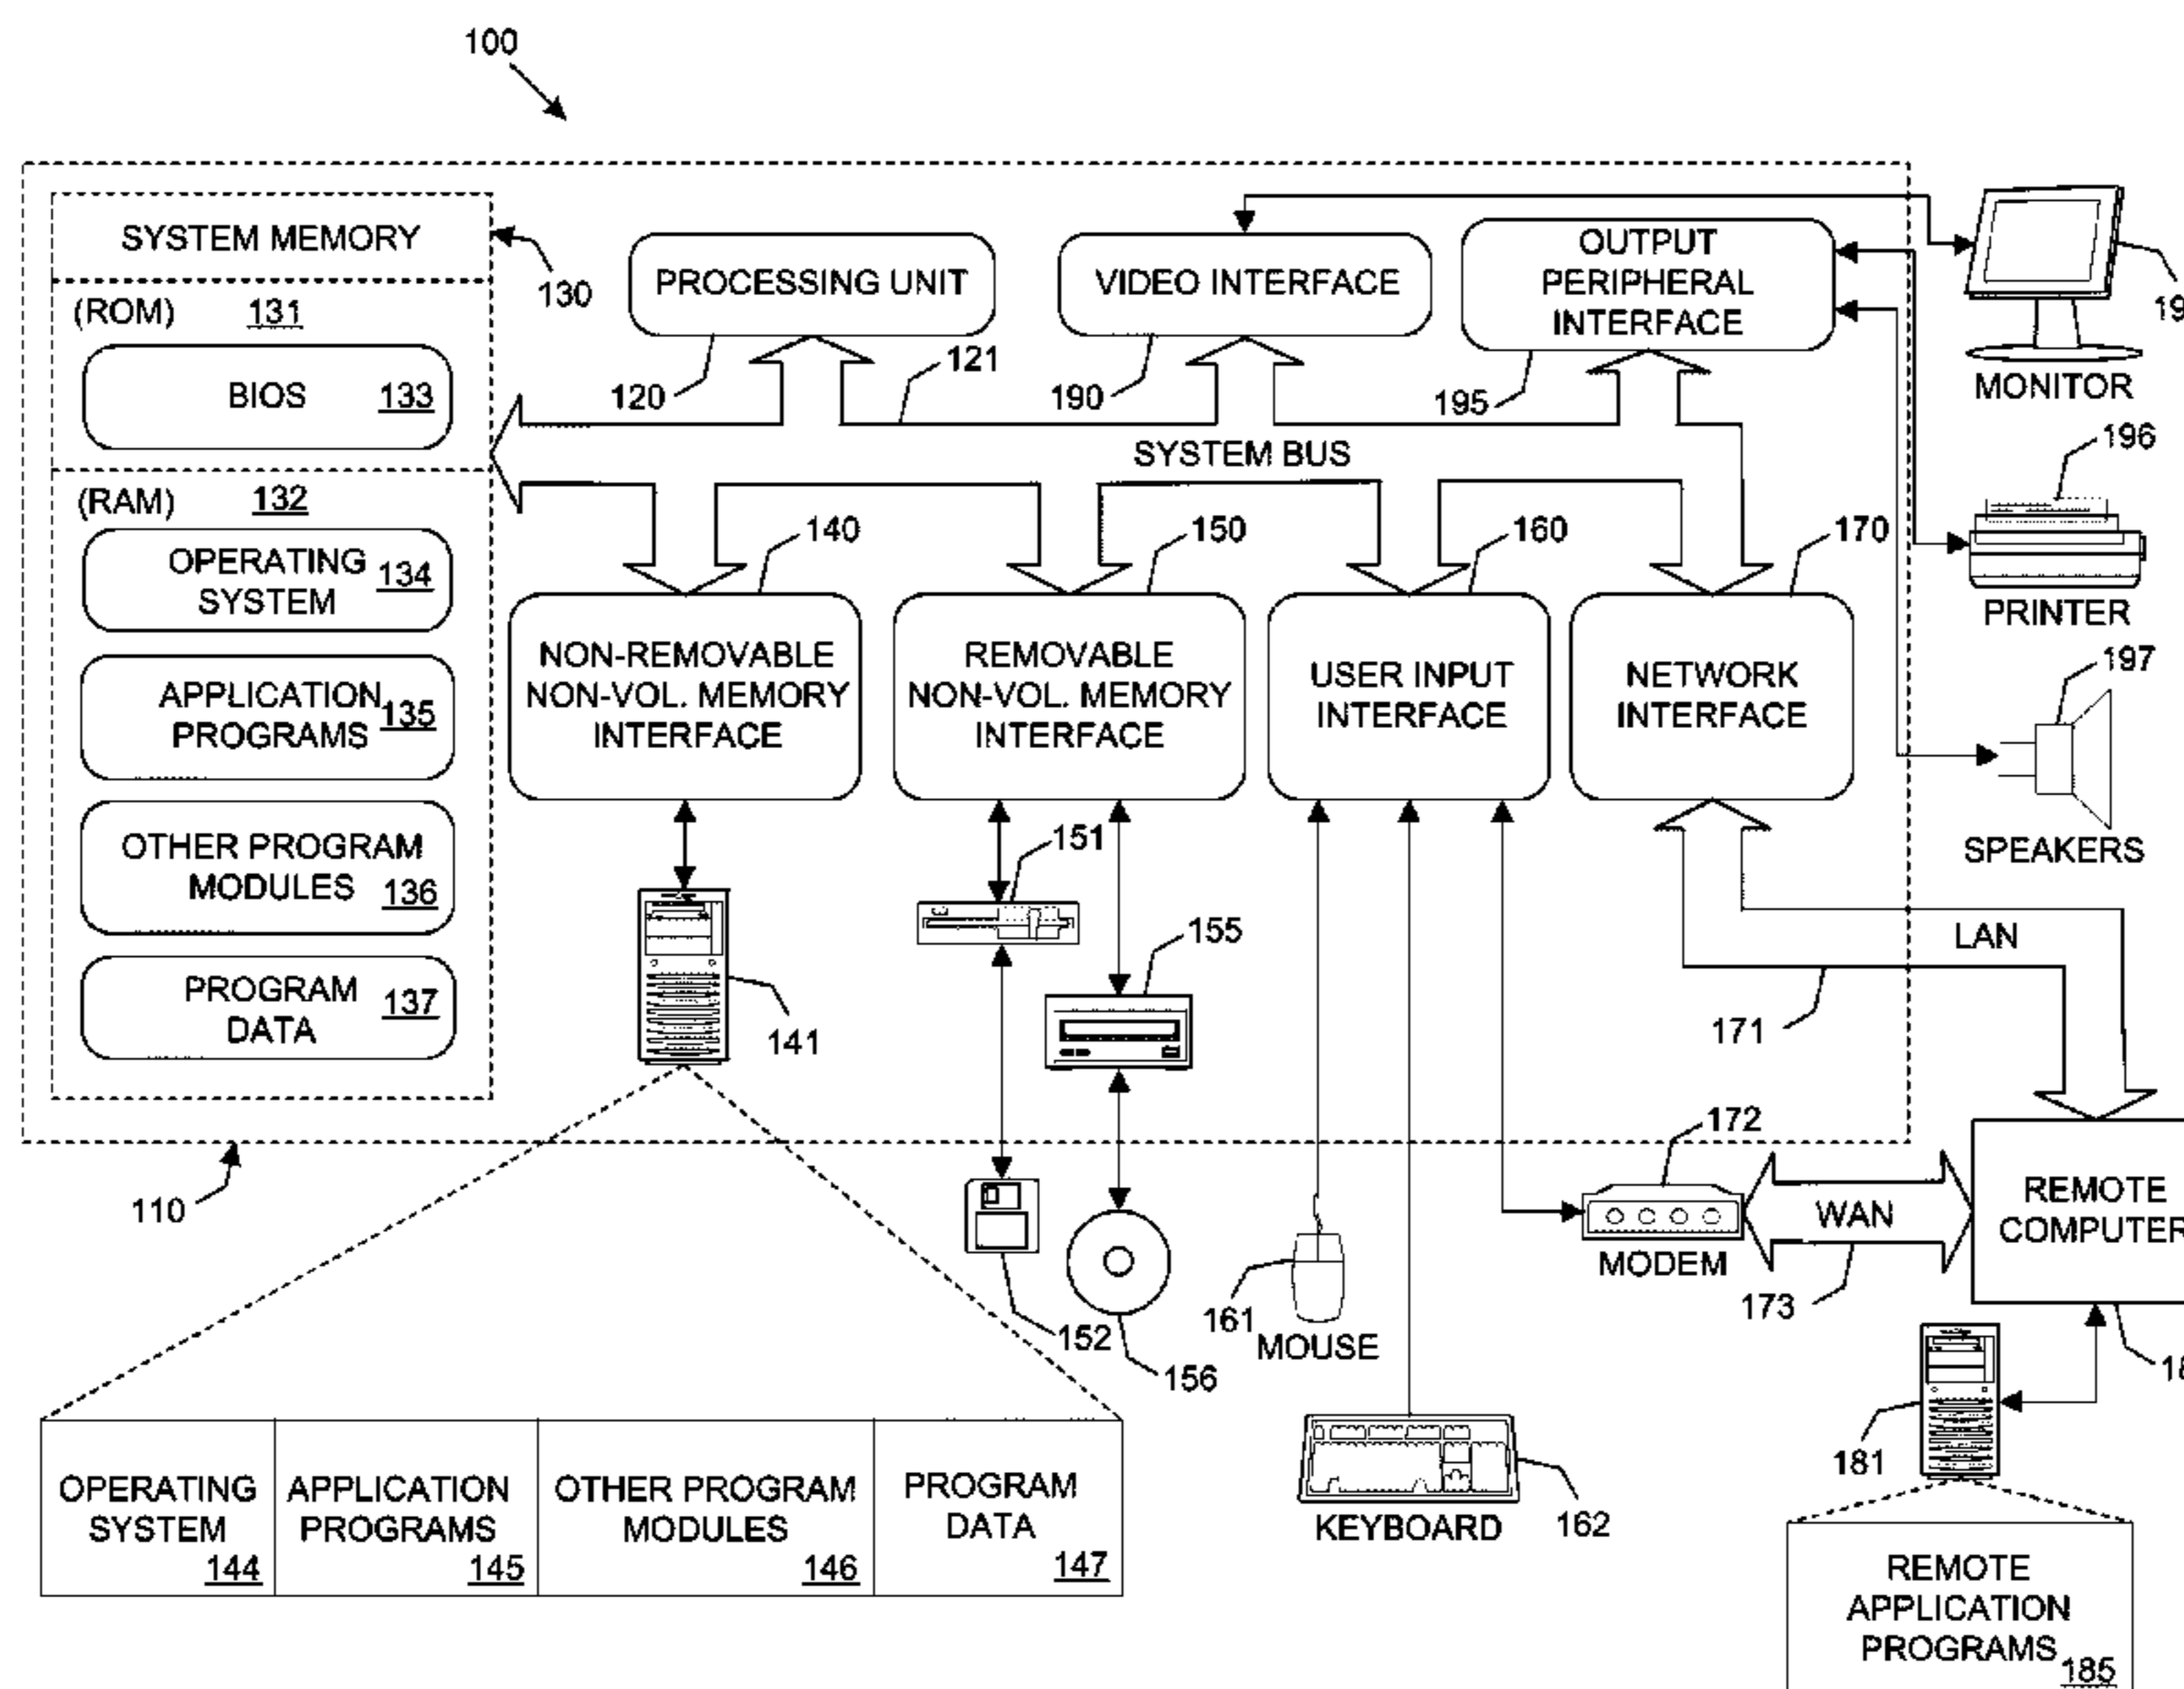 100
SYSTEM MEMORY
130
(ROM) 131
BIOS 133
(RAM) 132
OPERATING
SYSTEM
134
APPLICATION
PROGRAMS
135
OTHER PROGRAM
MODULES
136
PROGRAM
DATA
137
PROCESSING UNIT
120
121
VIDEO INTERFACE
190
OUTPUT
PERIPHERAL
INTERFACE
195
SYSTEM BUS
MONITOR
196
PRINTER
197
SPEAKERS
140
NON-REMOVABLE
NON-VOL. MEMORY
INTERFACE
150
REMOVABLE
NON-VOL. MEMORY
INTERFACE
160
USER INPUT
INTERFACE
170
NETWORK
INTERFACE
141
151
155
LAN
171
110
152
156
161
MOUSE
172
MODEM
WAN
173
REMOTE
COMPUTER
181
KEYBOARD
162
OPERATING
SYSTEM
144
APPLICATION
PROGRAMS
145
OTHER PROGRAM
MODULES
146
PROGRAM
DATA
147
REMOTE
APPLICATION
PROGRAMS
185